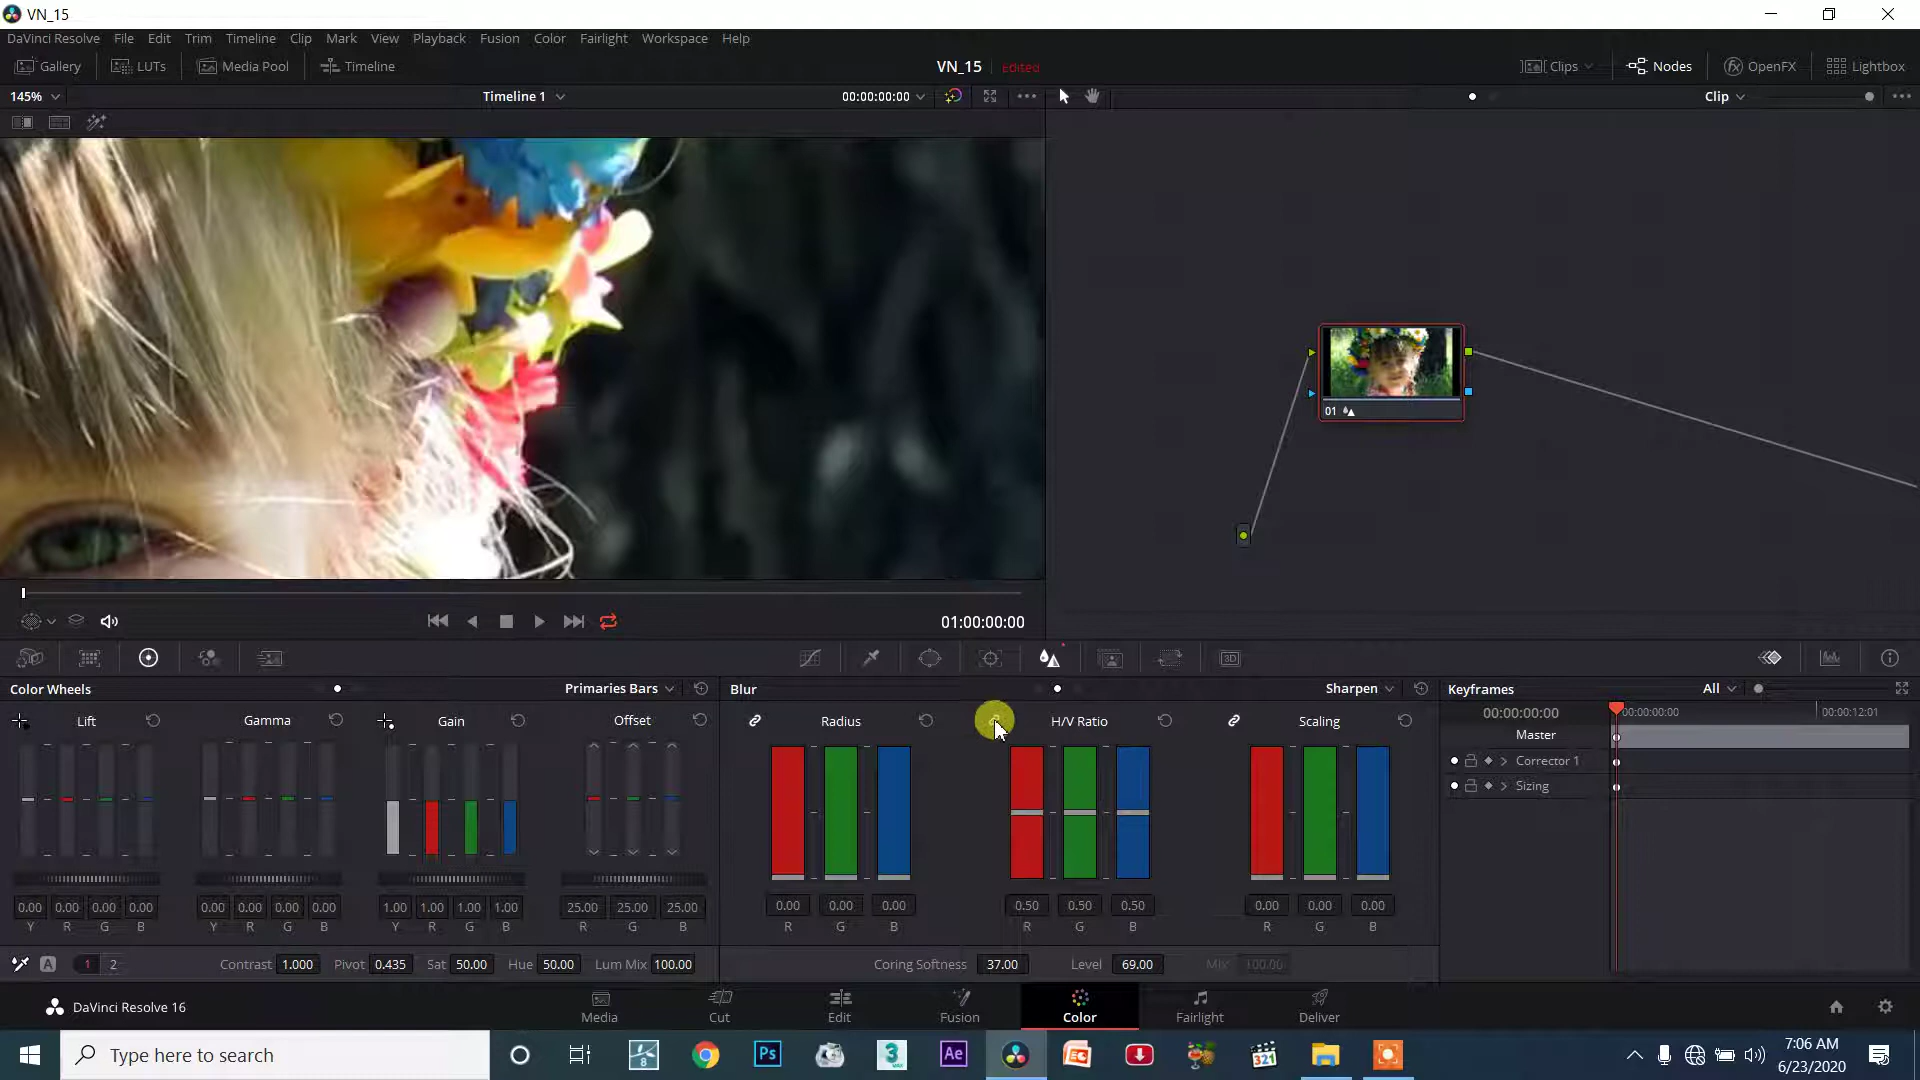 VN_15
DaVinci Resolve File Edit Trim Timeline Clip Mark View Playback Fusion Color Fairlight Workspace Help
Gallery LUTs Media Pool Timeline VN_15 Edited Clips Nodes OpenFX Lightbox
145% Timeline 1 00:00:00:00 Clip
01
01:00:00:00
Color Wheels Primaries Bars Blur Sharpen Keyframes All
Lift Gamma Gain Offset Radius H/V Ratio Scaling
00:00:00:00 00:00:00:00 00:00:12:01
Master
Corrector 1
Sizing
0.00 0.00 0.00 0.00 0.00 0.00 0.00 0.00 1.00 1.00 1.00 1.00 25.00 25.00 25.00 0.00 0.00 0.00 0.50 0.50 0.50 0.00 0.00 0.00
Y R G B Y R G B Y R G B R G B R G B R G B R G B
A 1 2 Contrast 1.000 Pivot 0.435 Sat 50.00 Hue 50.00 Lum Mix 100.00 Coring Softness 37.00 Level 69.00 Mix 100.00
DaVinci Resolve 16 Media Cut Edit Fusion Color Fairlight Deliver
Type here to search
7:06 AM
6/23/2020